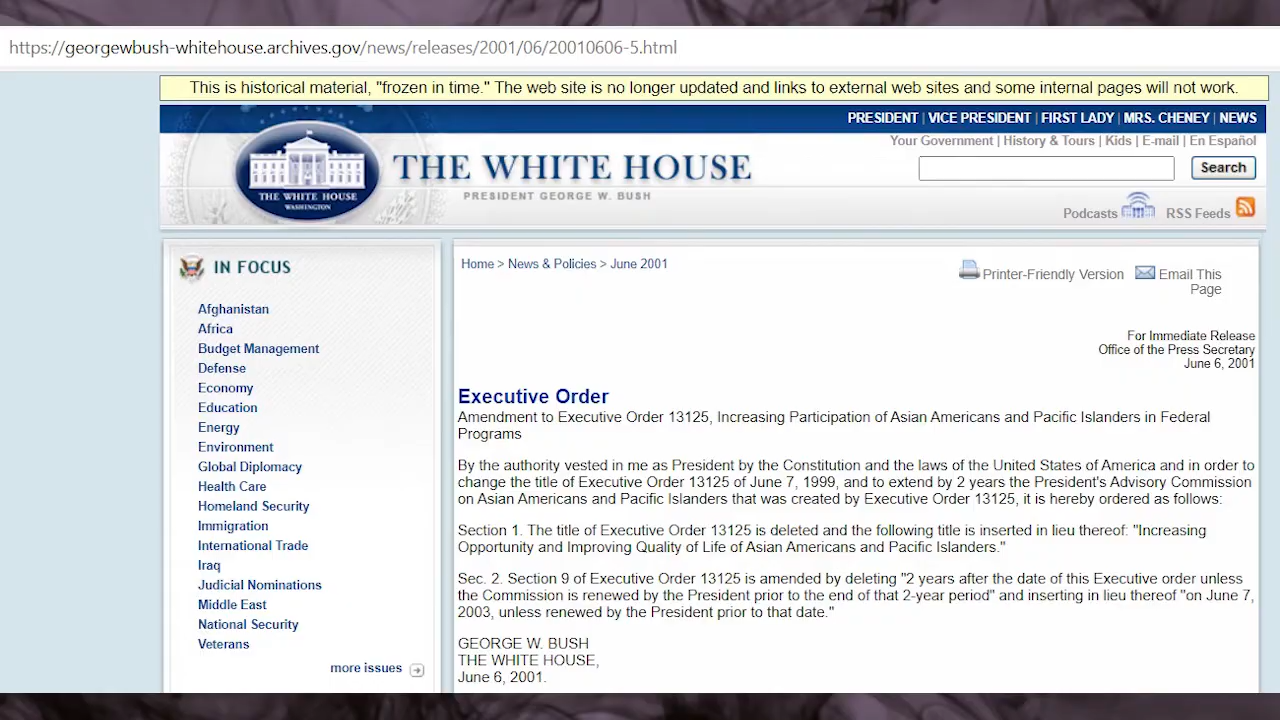 https://georgewbush-whitehouse.archives.gov/news/releases/2001/06/20010606-5.html
This is historical material, "frozen in time." The web site is no longer updated and links to external web sites and some internal pages will not work.
PRESIDENT | VICE PRESIDENT | FIRST LADY | MRS. CHENEY | NEWS
Your Government | History & Tours | Kids | E-mail | En Español
THE WHITE HOUSE
WASHINGTON
THE WHITE HOUSE
PRESIDENT GEORGE W. BUSH
Search
Podcasts
RSS Feeds
IN FOCUS
Afghanistan
Africa
Budget Management
Defense
Economy
Education
Energy
Environment
Global Diplomacy
Health Care
Homeland Security
Immigration
International Trade
Iraq
Judicial Nominations
Middle East
National Security
Veterans
more issues
Home > News & Policies > June 2001
Printer-Friendly Version
Email This
Page
For Immediate Release
Office of the Press Secretary
June 6, 2001
Executive Order
Amendment to Executive Order 13125, Increasing Participation of Asian Americans and Pacific Islanders in Federal
Programs
By the authority vested in me as President by the Constitution and the laws of the United States of America and in order to
change the title of Executive Order 13125 of June 7, 1999, and to extend by 2 years the President's Advisory Commission
on Asian Americans and Pacific Islanders that was created by Executive Order 13125, it is hereby ordered as follows:
Section 1. The title of Executive Order 13125 is deleted and the following title is inserted in lieu thereof: "Increasing
Opportunity and Improving Quality of Life of Asian Americans and Pacific Islanders."
Sec. 2. Section 9 of Executive Order 13125 is amended by deleting "2 years after the date of this Executive order unless
the Commission is renewed by the President prior to the end of that 2-year period" and inserting in lieu thereof "on June 7,
2003, unless renewed by the President prior to that date."
GEORGE W. BUSH
THE WHITE HOUSE,
June 6, 2001.